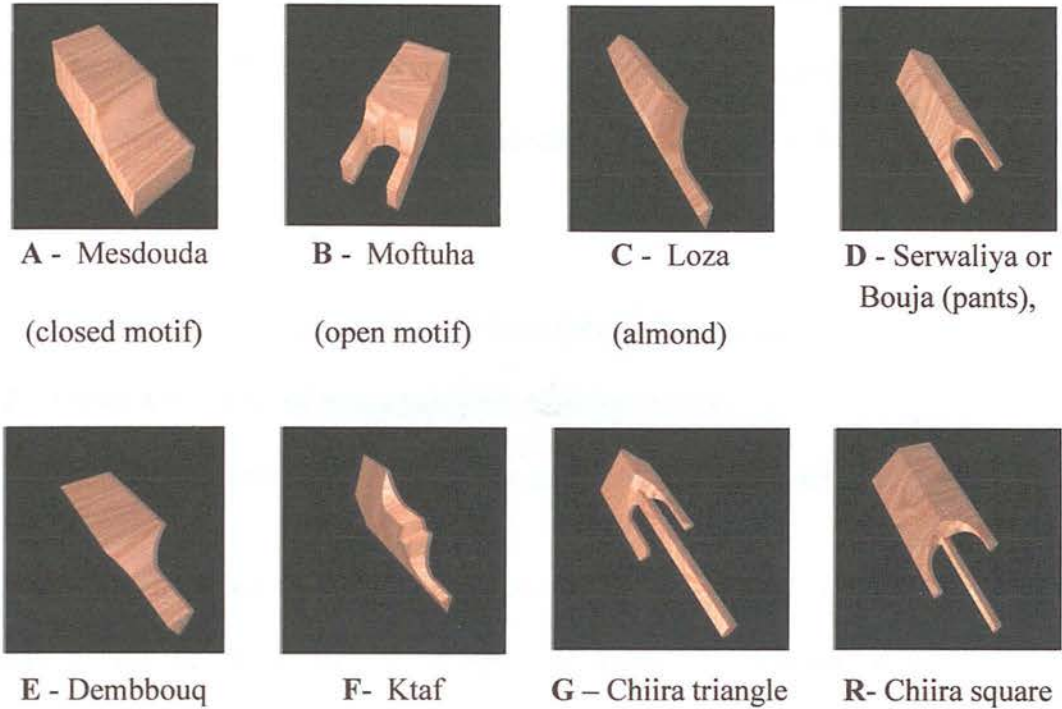 A - Mesdouda
(closed motif)
B - Moftuha
(open motif)
C - Loza
(almond)
D - Serwaliya or
Bouja (pants),
E - Dembbouq
F- Ktaf
G – Chiira triangle
R- Chiira square